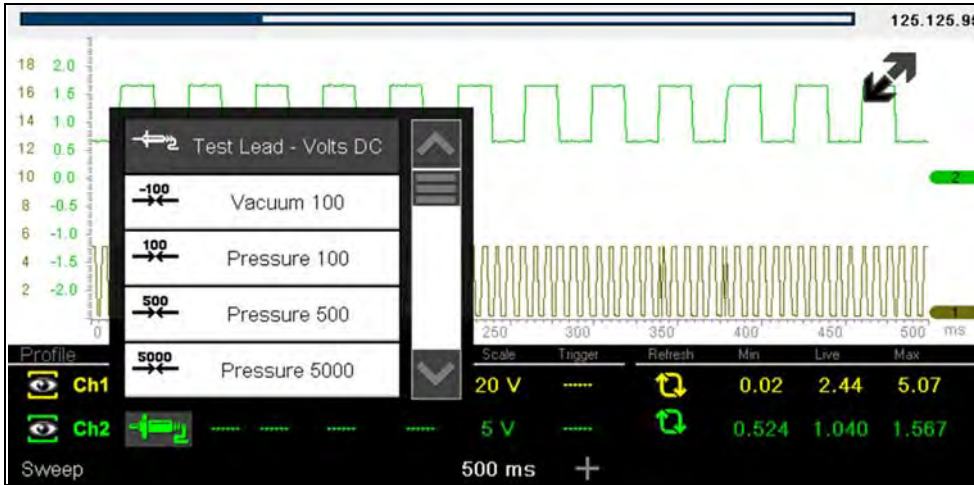 125.125.95
18 2.0
16 1.5
14 1.0
12 0.5
10 0.0
8 -0.5
6 -1.0
4 -1.5
2 -2.0
Test Lead - Volts DC
-100 Vacuum 100
100 Pressure 100
500 Pressure 500
5000 Pressure 5000
2
1
0 250 300 350 400 450 500 ms
Profile Scale Trigger Refresh Min Live Max
Ch1 20 V ------ 0.02 2.44 5.07
Ch2 ------ ------ ------ ------ 5 V ------ 0.524 1.040 1.567
Sweep 500 ms +